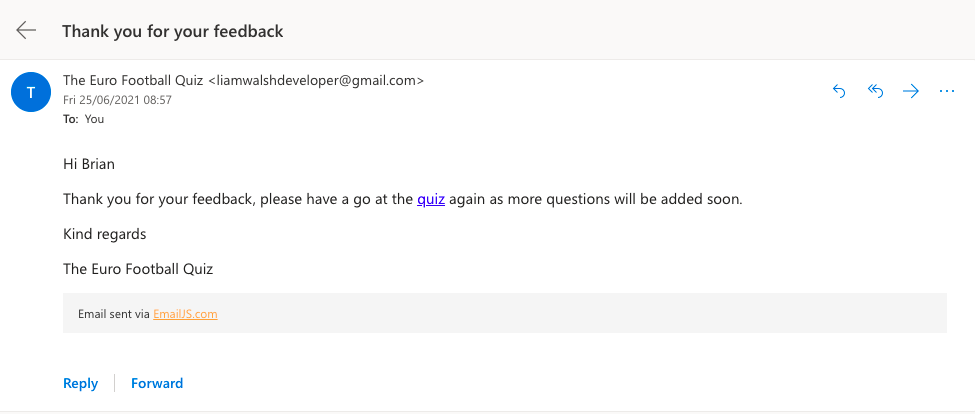 Thank you for your feedback
T
The Euro Football Quiz <liamwalshdeveloper@gmail.com>
Fri 25/06/2021 08:57
To: You
Hi Brian
Thank you for your feedback, please have a go at the quiz again as more questions will be added soon.
Kind regards
The Euro Football Quiz
Email sent via EmailJS.com
Reply
Forward